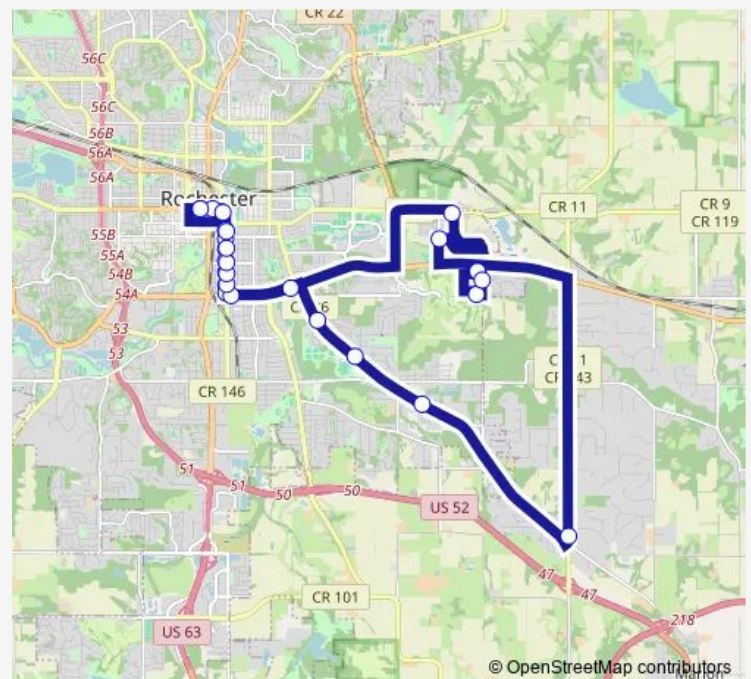 CR 22
56C
56C
56B
56A
56A
Rochester
CR 11
CR 9
CR 119
55B
55A
54B
54A
53
53
CR 146
51
51
50
50
US 52
CR 101
47
47
US 63
218
Marion
© OpenStreetMap contributors